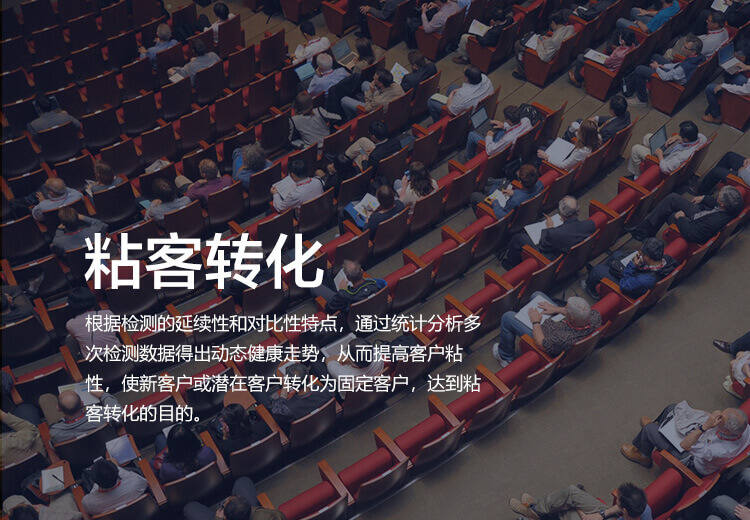 粘客转化
根据检测的延续性和对比性特点，通过统计分析多
次检测数据得出动态健康走势，从而提高客户粘
性，使新客户或潜在客户转化为固定客户，达到粘
客转化的目的。